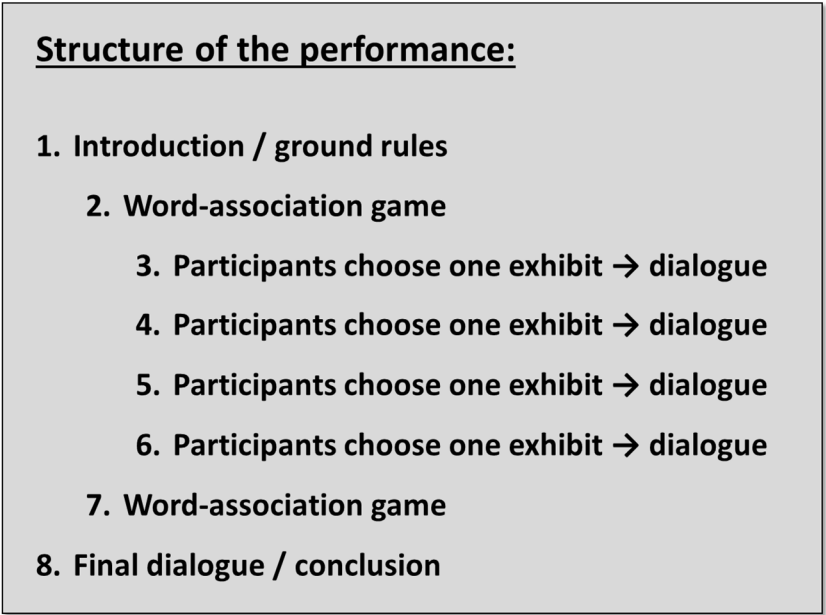 Structure of the performance:
1. Introduction / ground rules
2. Word-association game
3. Participants choose one exhibit → dialogue
4. Participants choose one exhibit → dialogue
5. Participants choose one exhibit → dialogue
6. Participants choose one exhibit → dialogue
7. Word-association game
8. Final dialogue / conclusion